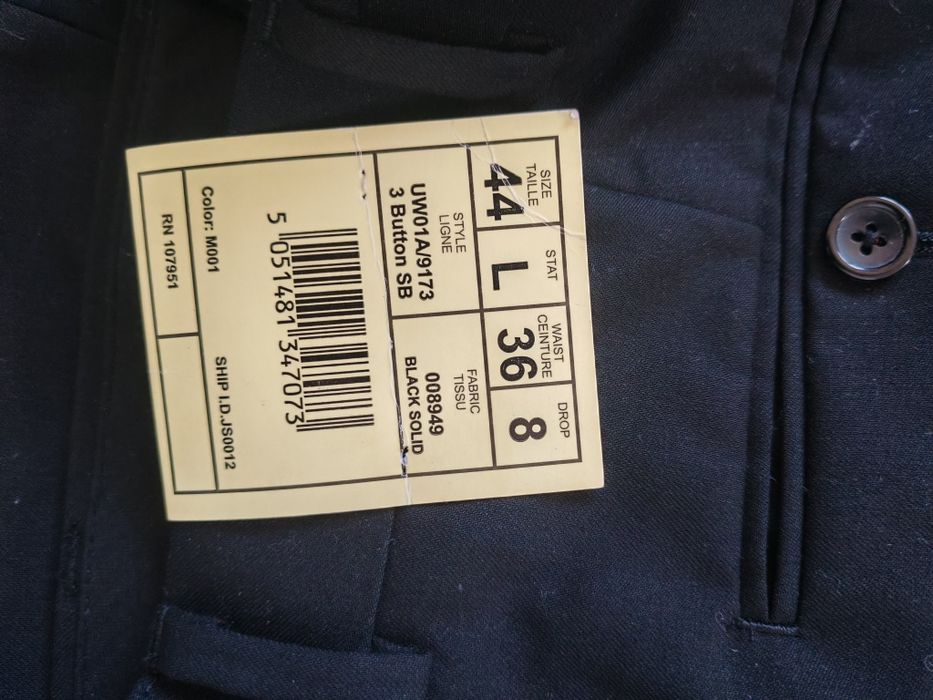 SIZE
TAILLE
44
STAT
L
WAIST
CEINTURE
36
DROP
8
STYLE
LIGNE
UW01A/9173
3 Button SB
FABRIC
TISSU
008949
BLACK SOLID
5 051481 347073
Color: M001
SHIP I.D.JS0012
RN 107951